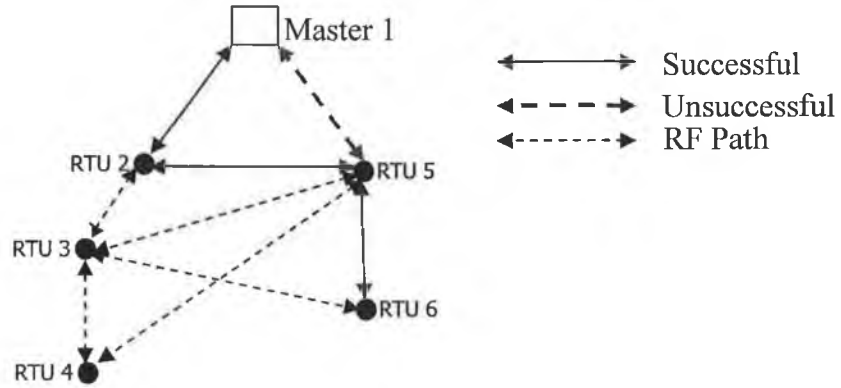 Master 1
Successful
Unsuccessful
RF Path
RTU 2
RTU 5
RTU 3
RTU 6
RTU 4